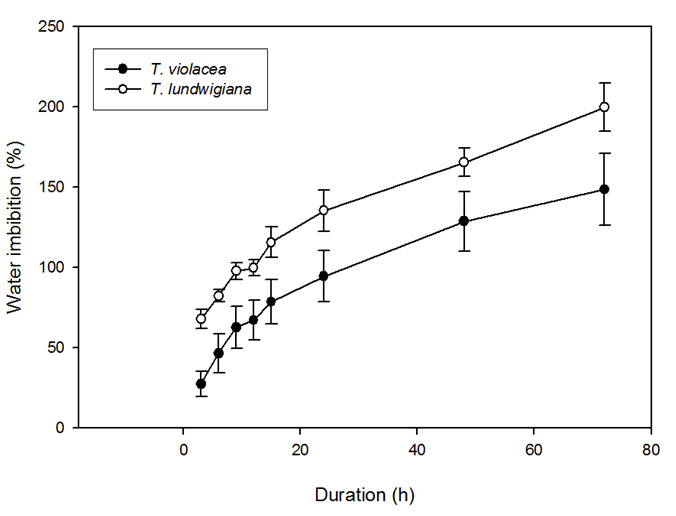 250
200
150
100
50
0
Water imbibition (%)
T. violacea
T. lundwigiana
0 20 40 60 80
Duration (h)